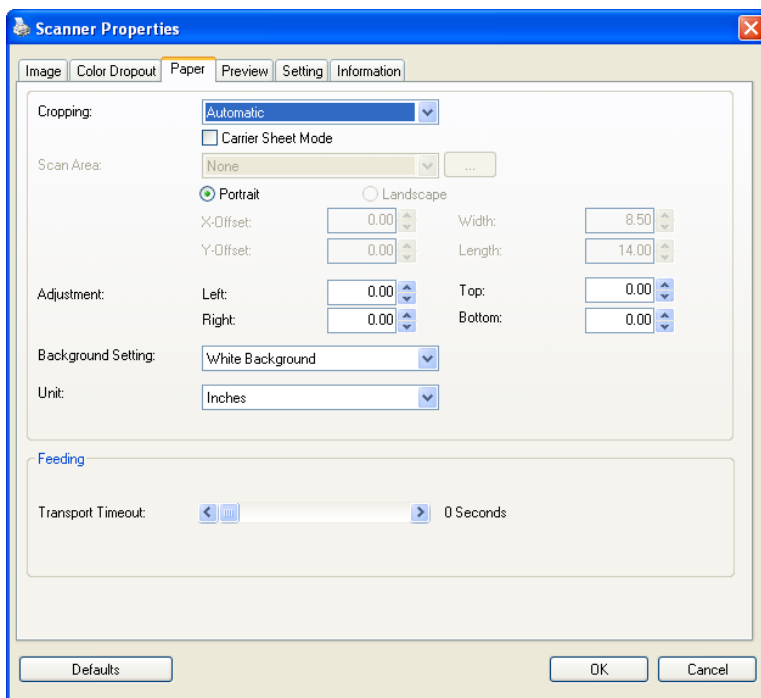 Scanner Properties
Image Color Dropout Paper Preview Setting Information
Cropping: Automatic
Carrier Sheet Mode
Scan Area: None ...
Portrait Landscape
X-Offset: 0.00 Width: 8.50
Y-Offset: 0.00 Length: 14.00
Adjustment: Left: 0.00 Top: 0.00
Right: 0.00 Bottom: 0.00
Background Setting: White Background
Unit: Inches
Feeding
Transport Timeout: 0 Seconds
Defaults OK Cancel